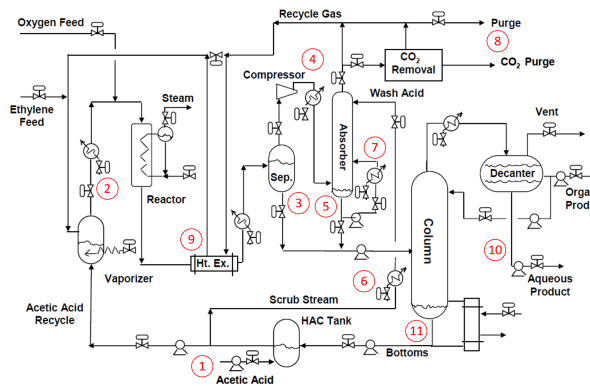 Recycle Gas
Oxygen Feed
Purge
8
4
CO2
Removal
CO2 Purge
Compressor
Wash Acid
Steam
Ethylene
Feed
Vent
Absorber
7
Decanter
Sep.
2
Reactor
3
5
Orga
Prod
Column
9
10
Ht. Ex.
Vaporizer
6
Aqueous
Product
Acetic Acid
Recycle
Scrub Stream
HAC Tank
11
1
Bottoms
Acetic Acid